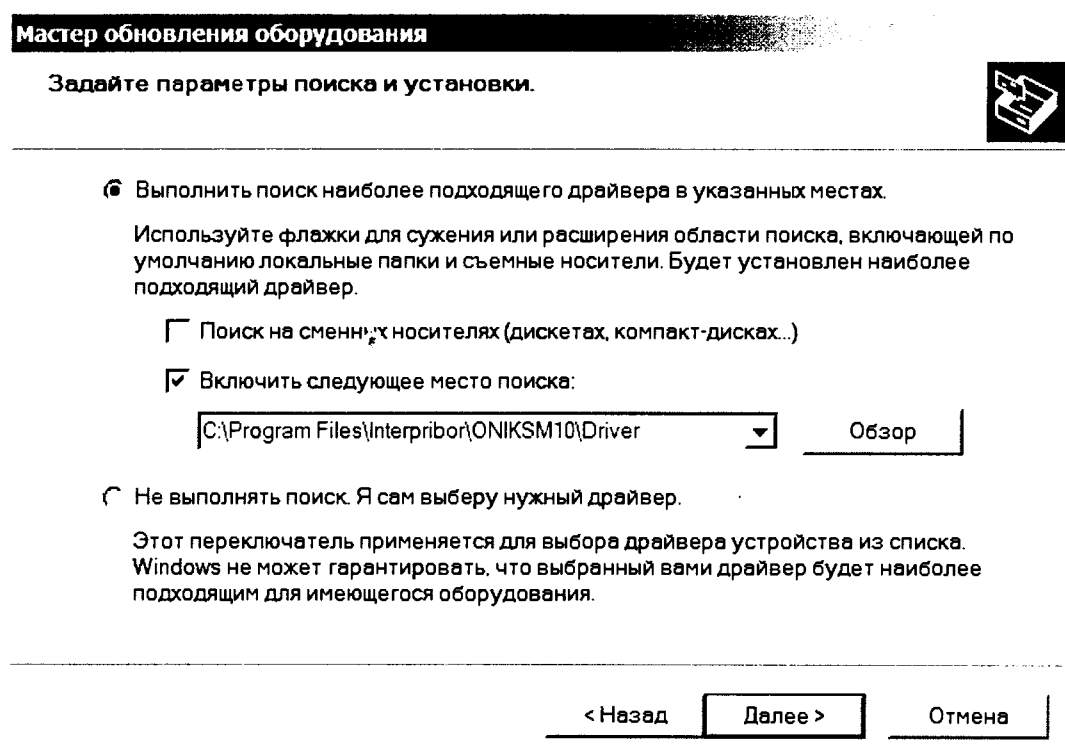 Мастер обновления оборудования
Задайте параметры поиска и установки.
Выполнить поиск наиболее подходящего драйвера в указанных местах.
Используйте флажки для сужения или расширения области поиска, включающей по
умолчанию локальные папки и съемные носители. Будет установлен наиболее
подходящий драйвер.
Поиск на сменных носителях (дискетах, компакт-дисках...)
Включить следующее место поиска:
C:\Program Files\Interpribor\ONIKSM10\Driver
Обзор
Не выполнять поиск. Я сам выберу нужный драйвер.
Этот переключатель применяется для выбора драйвера устройства из списка.
Windows не может гарантировать, что выбранный вами драйвер будет наиболее
подходящим для имеющегося оборудования.
< Назад Далее > Отмена